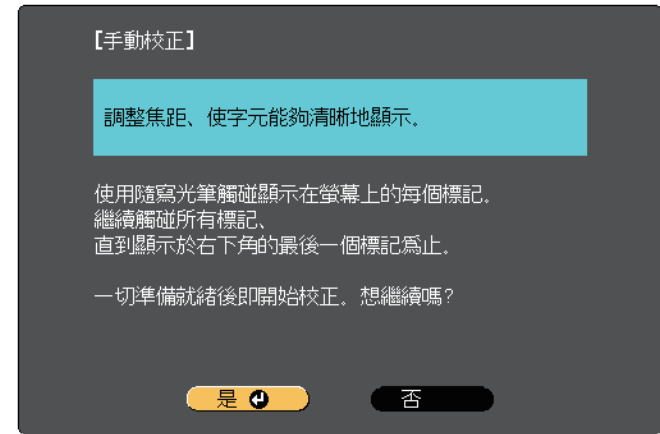 【手動校正】
調整焦距、使字元能夠清晰地顯示.
使用隨寫光筆觸碰顯示在螢幕上的每個標記.
繼續觸碰所有標記、
直到顯示於右下角的最後一個標記爲止.
一切準備就緒後即開始校正. 想繼續嗎?
是 否